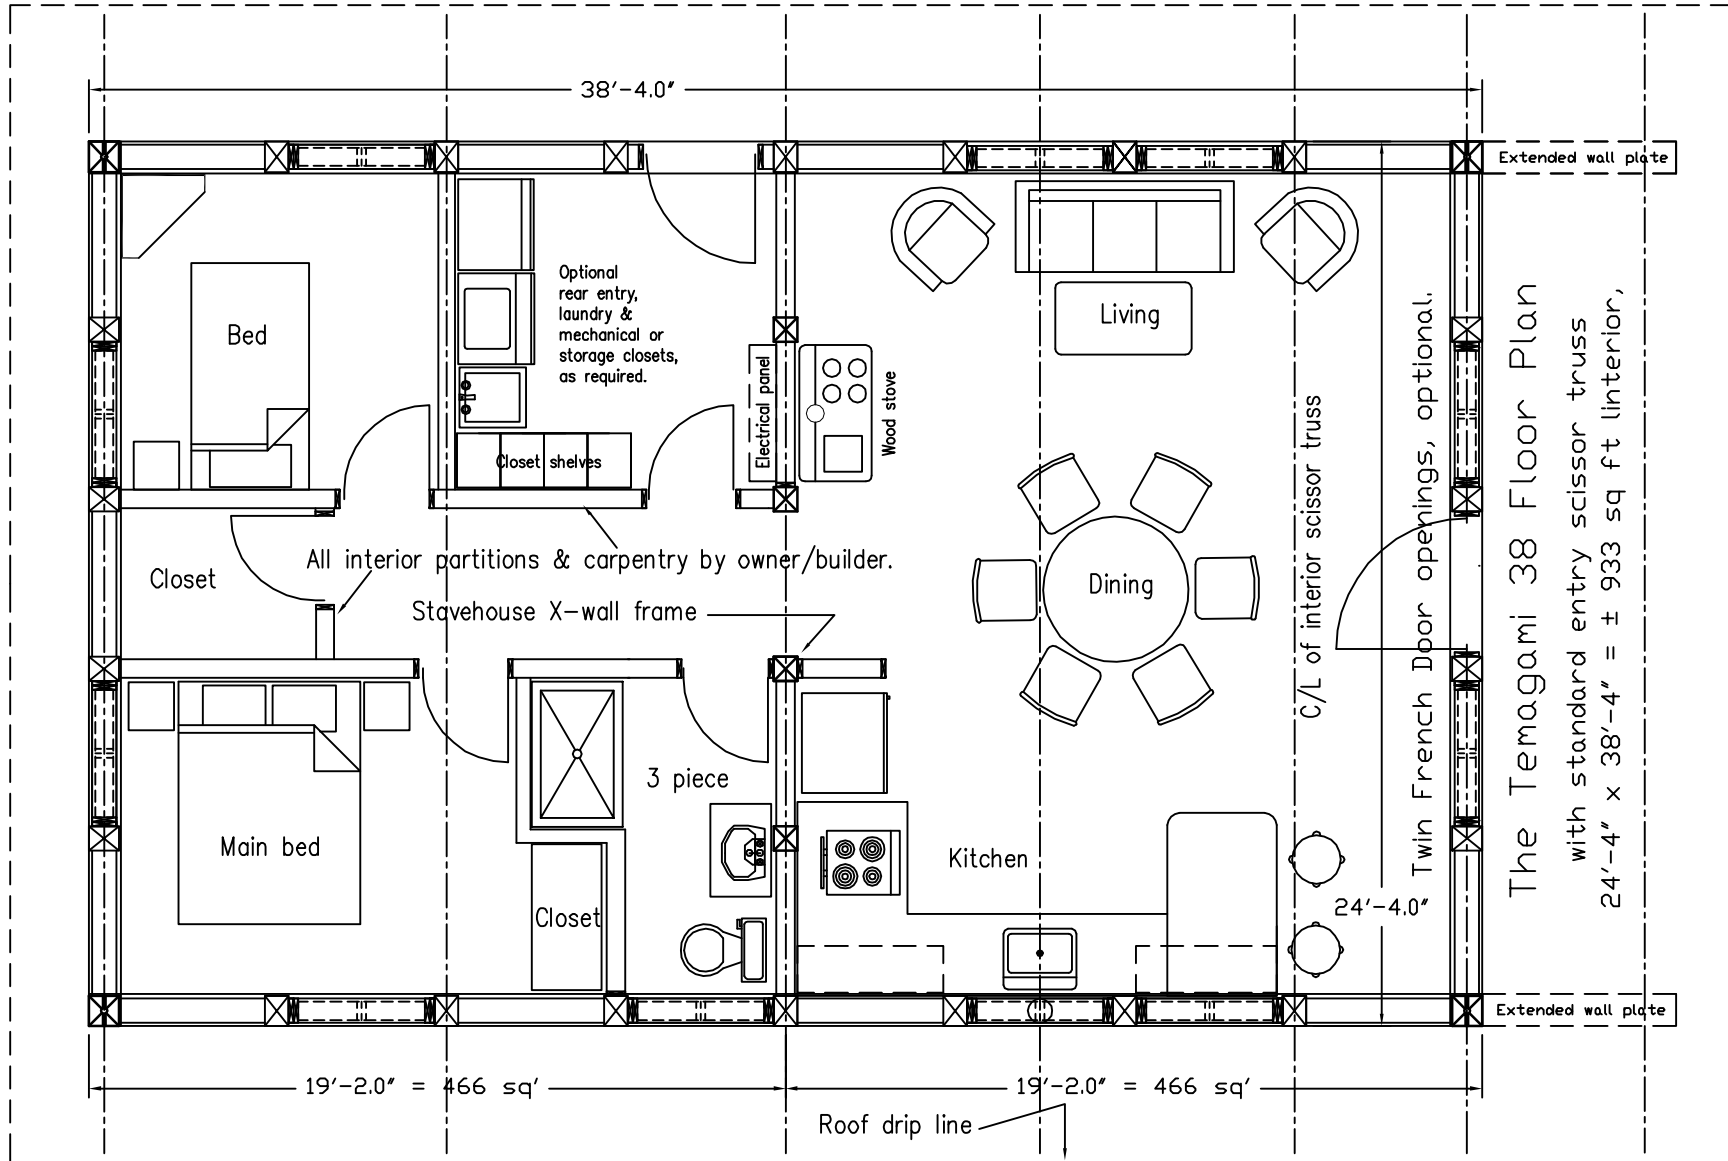 38'-4.0"
Extended wall plate
Optional
rear entry,
laundry &
mechanical or
storage closets,
as required.
Bed
Living
Electrical panel
Wood stove
Closet shelves
All interior partitions & carpentry by owner/builder.
Closet
Stavehouse X-wall frame
Dining
C/L of interior scissor truss
Twin French Door openings, optional.
The Temagami 38 Floor Plan
with standard entry scissor truss
24'-4" x 38'-4" = ± 933 sq ft linterior,
3 piece
Main bed
Kitchen
Closet
24'-4.0"
Extended wall plate
19'-2.0" = 466 sq'
19'-2.0" = 466 sq'
Roof drip line